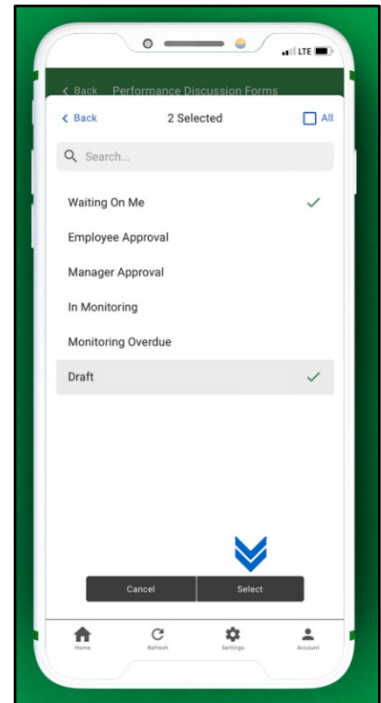 LTE
Back Performance Discussion Forms
Back 2 Selected All
Search...
Waiting On Me
Employee Approval
Manager Approval
In Monitoring
Monitoring Overdue
Draft
Cancel Select
Home Refresh Settings Account